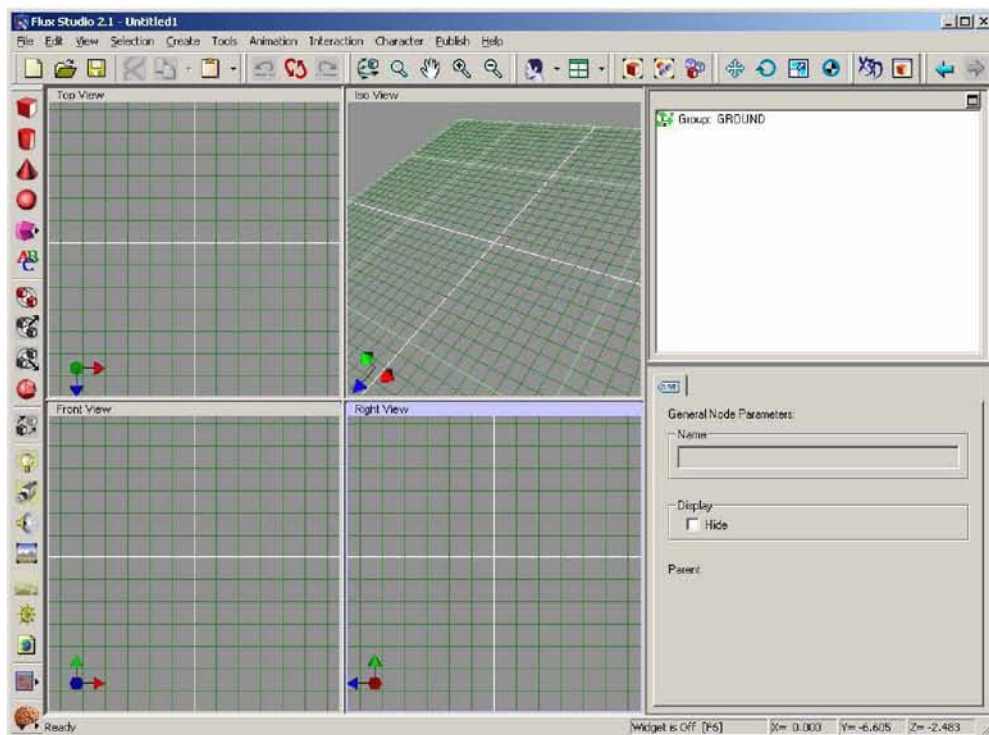 Flux Studio 2.1 - Untitled1
File Edit View Selection Create Tools Animation Interaction Character Publish Help
Top View
Iso View
Group: GROUND
ABC
General Node Parameters:
Name
Front View
Right View
Display
Hide
Parent
Ready
Widget is Off [F6]
X= 0.000
Y= -6.605
Z= -2.483